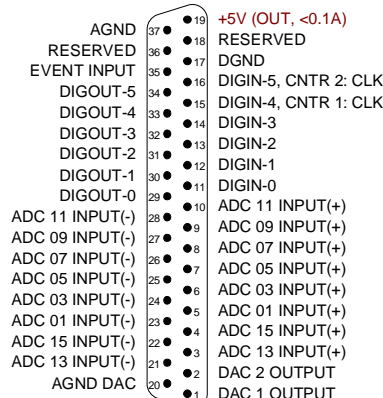 +5V (OUT, <0.1A)
19
AGND
37
RESERVED
18
RESERVED
36
DGND
17
EVENT INPUT
35
DIGIN-5, CNTR 2: CLK
16
DIGOUT-5
34
DIGIN-4, CNTR 1: CLK
15
DIGOUT-4
33
DIGIN-3
14
DIGOUT-3
32
DIGIN-2
13
DIGOUT-2
31
DIGIN-1
12
DIGOUT-1
30
DIGIN-0
11
DIGOUT-0
29
ADC 11 INPUT(+)
10
ADC 11 INPUT(-)
28
ADC 09 INPUT(+)
9
ADC 09 INPUT(-)
27
ADC 07 INPUT(+)
8
ADC 07 INPUT(-)
26
ADC 05 INPUT(+)
7
ADC 05 INPUT(-)
25
ADC 03 INPUT(+)
6
ADC 03 INPUT(-)
24
ADC 01 INPUT(+)
5
ADC 01 INPUT(-)
23
ADC 15 INPUT(+)
4
ADC 15 INPUT(-)
22
ADC 13 INPUT(+)
3
ADC 13 INPUT(-)
21
DAC 2 OUTPUT
2
AGND DAC
20
DAC 1 OUTPUT
1